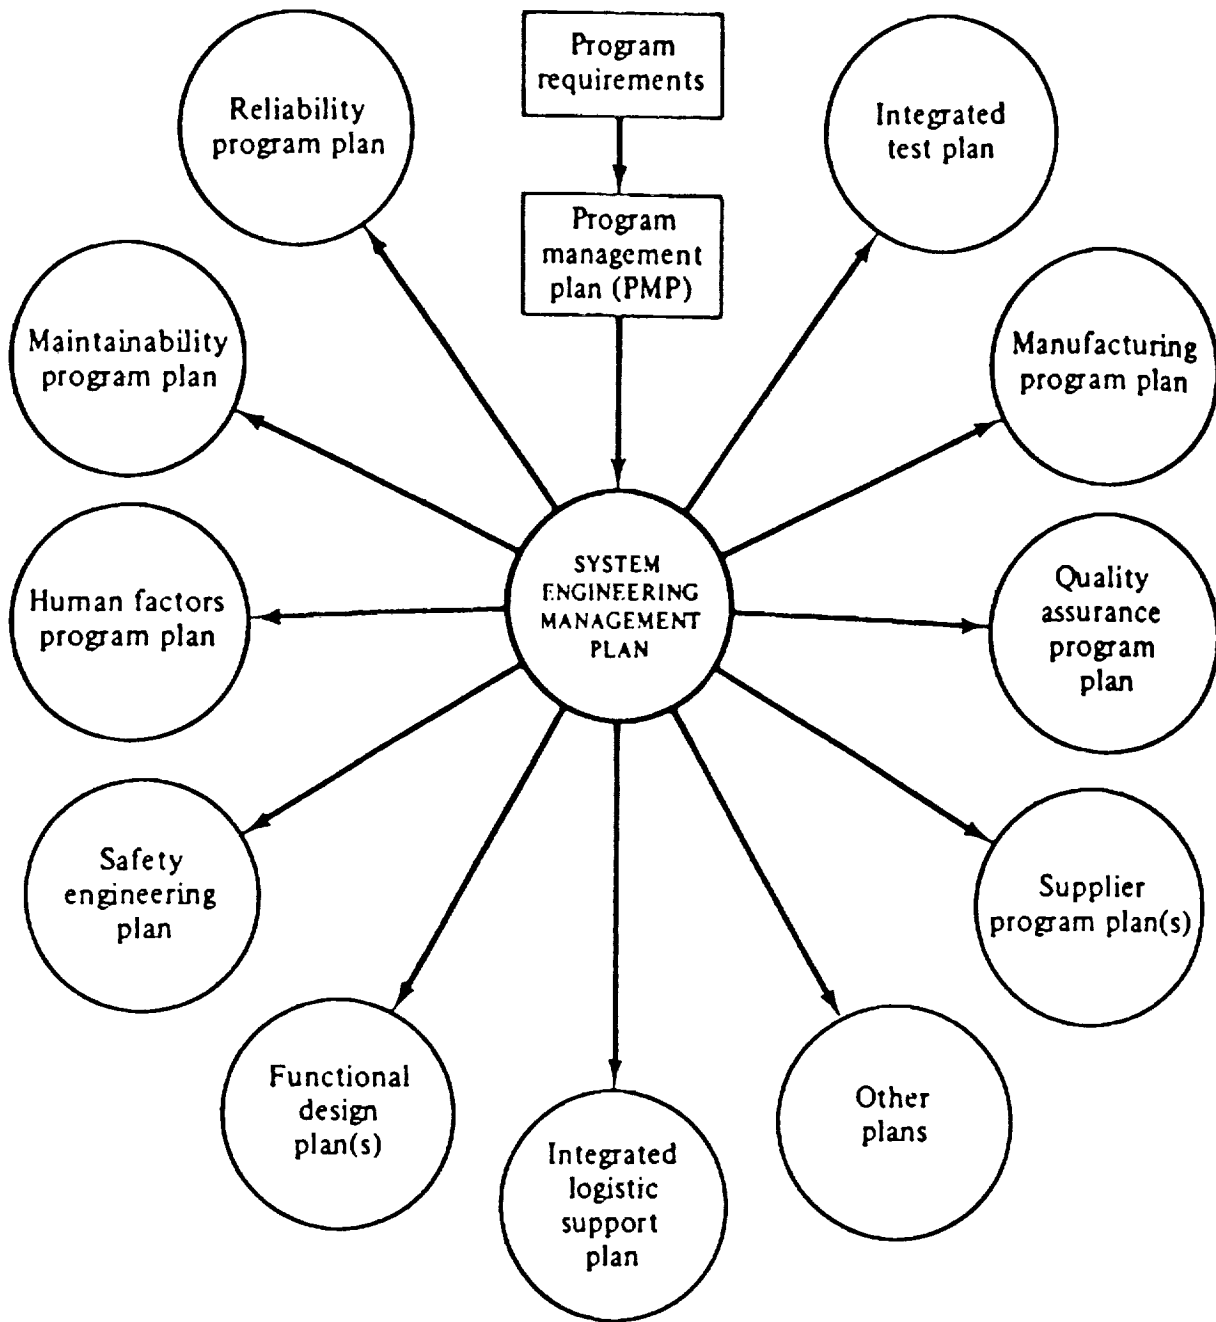 Program
requirements
Reliability
program plan
Integrated
test plan
Program
management
plan (PMP)
Maintainability
program plan
Manufacturing
program plan
SYSTEM
ENGINEERING
MANAGEMENT
PLAN
Human factors
program plan
Quality
assurance
program
plan
Safety
engineering
plan
Supplier
program plan(s)
Functional
design
plan(s)
Other
plans
Integrated
logistic
support
plan